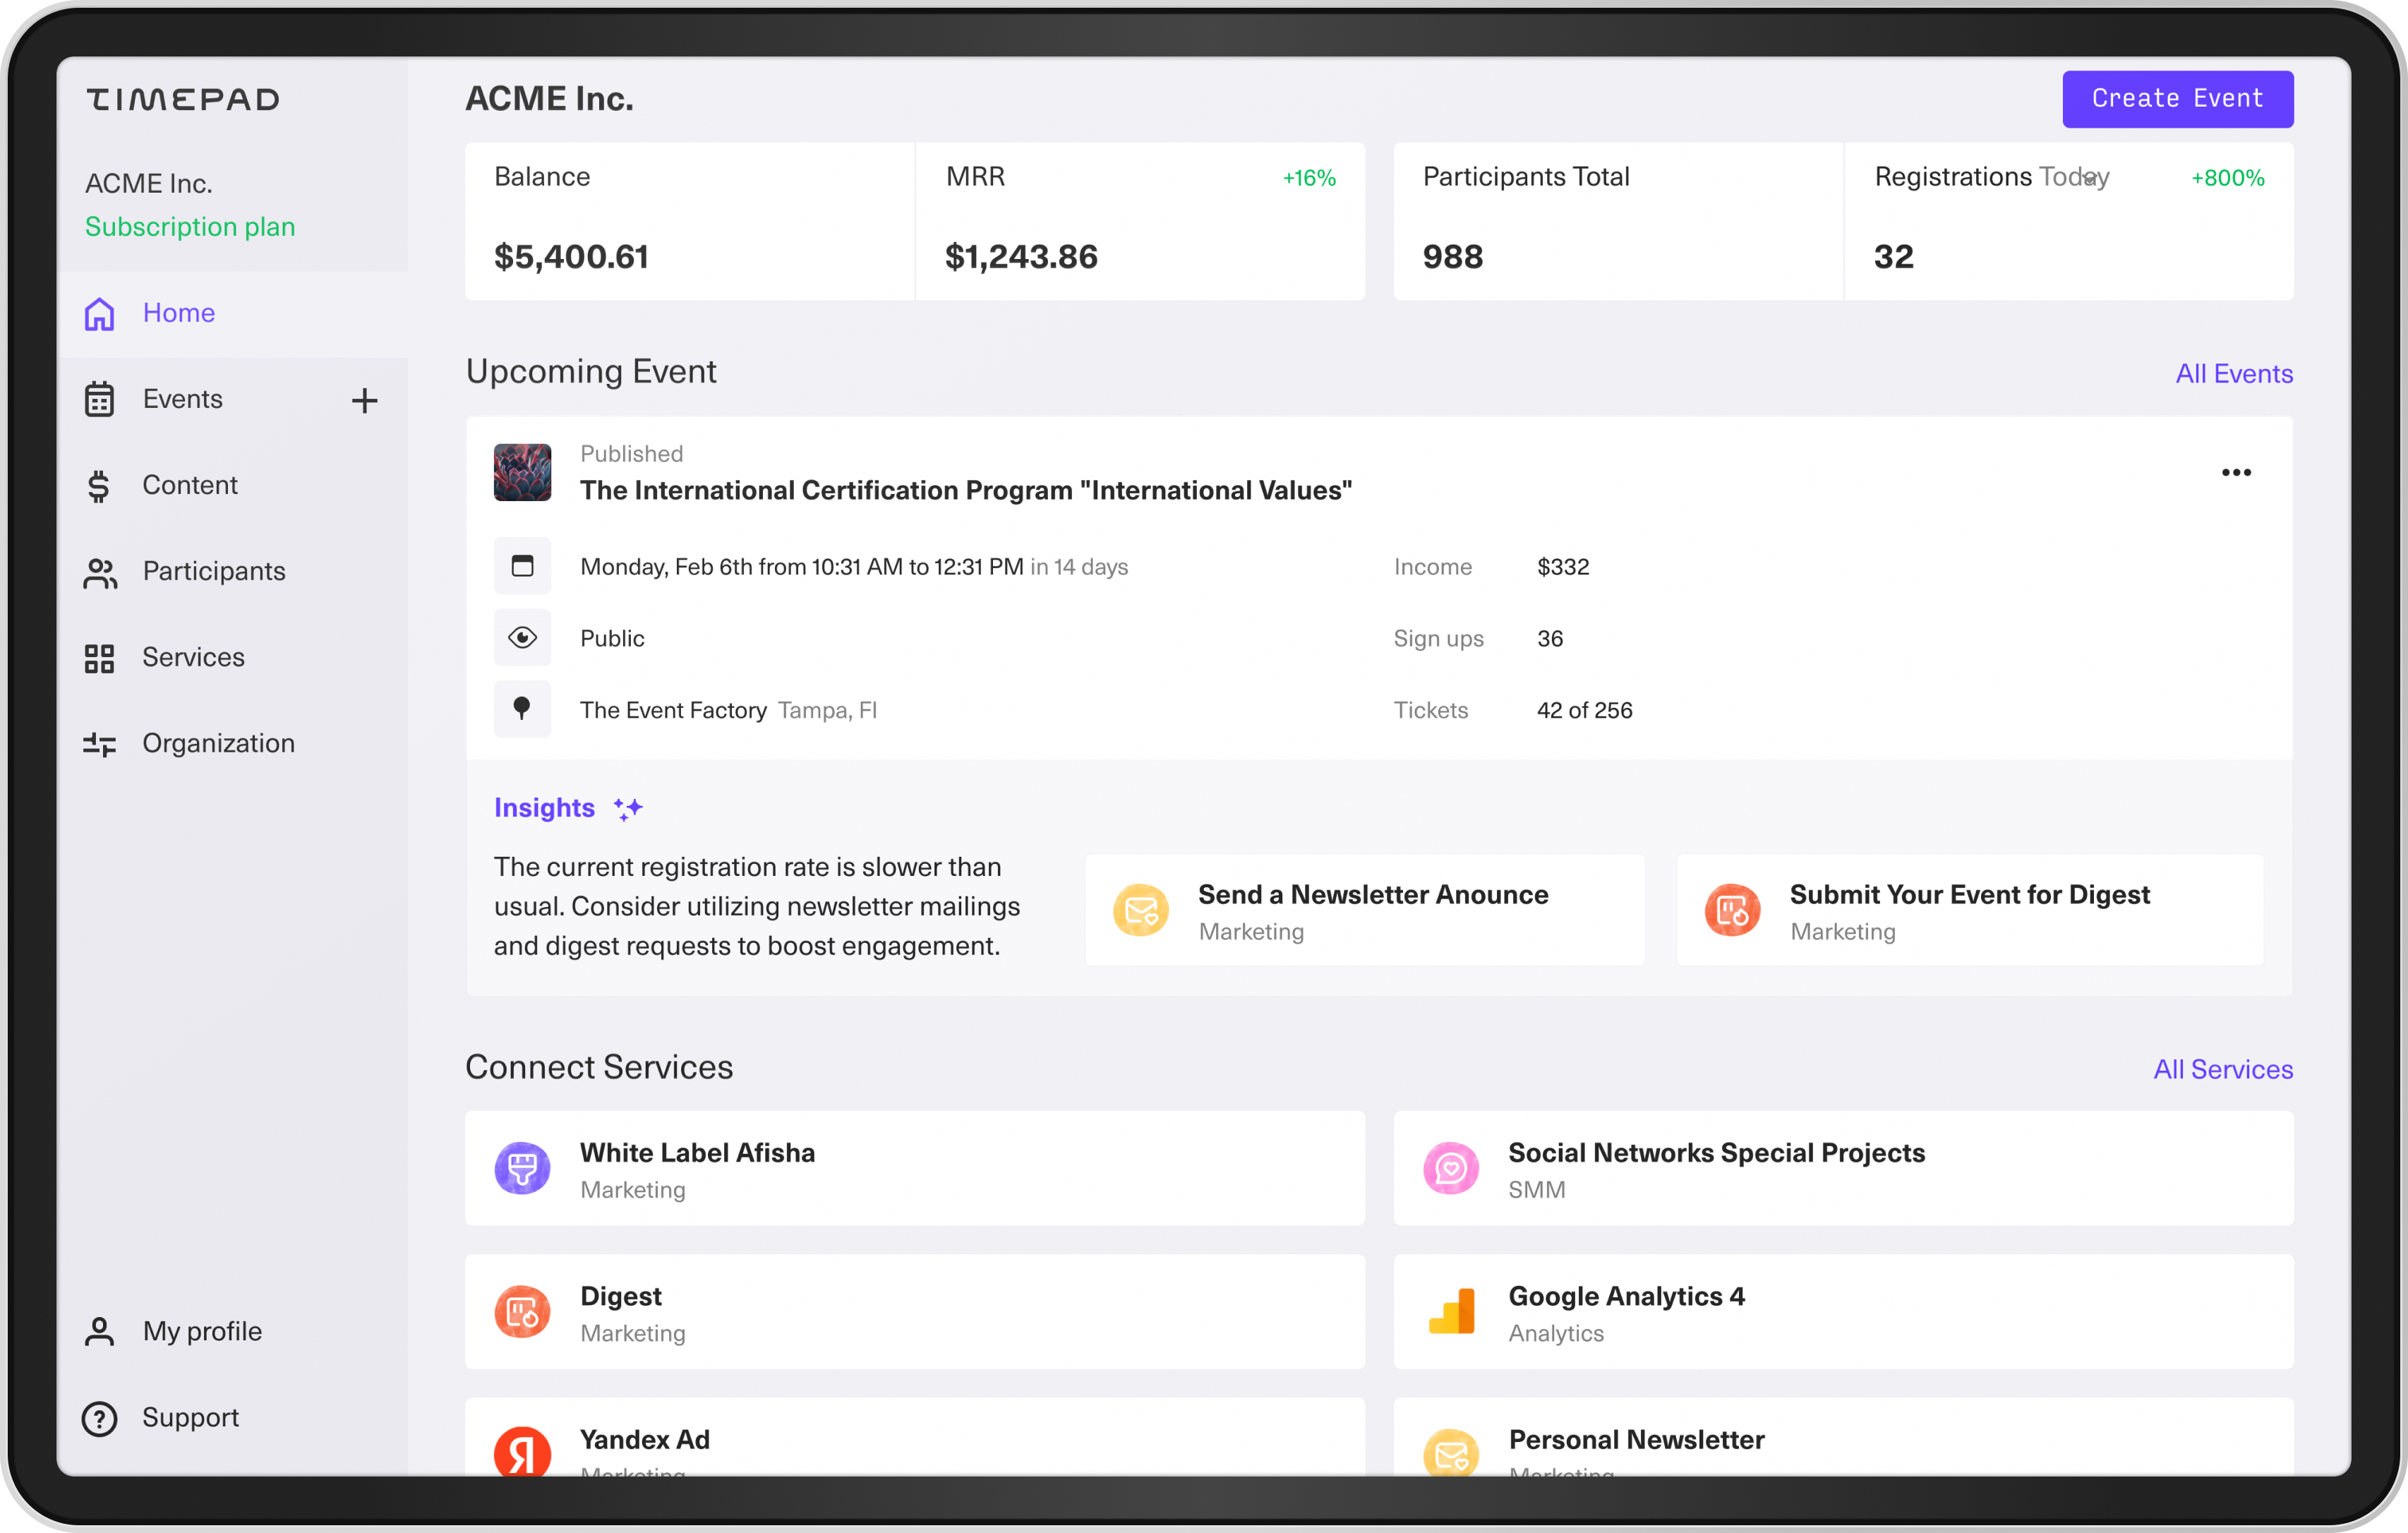 TIMEPAD
ACME Inc.
Subscription plan
Home
Events
Content
Participants
Services
Organization
My profile
Support
ACME Inc.
Create Event
Balance
$5,400.61
MRR
+16%
$1,243.86
Participants Total
988
Registrations Today
+800%
32
Upcoming Event
All Events
Published
The International Certification Program "International Values"
Monday, Feb 6th from 10:31 AM to 12:31 PM in 14 days
Public
The Event Factory Tampa, Fl
Income $332
Sign ups 36
Tickets 42 of 256
Insights
The current registration rate is slower than
usual. Consider utilizing newsletter mailings
and digest requests to boost engagement.
Send a Newsletter Anounce
Marketing
Submit Your Event for Digest
Marketing
Connect Services
All Services
White Label Afisha
Marketing
Social Networks Special Projects
SMM
Digest
Marketing
Google Analytics 4
Analytics
Я
Yandex Ad
Marketing
Personal Newsletter
Marketing